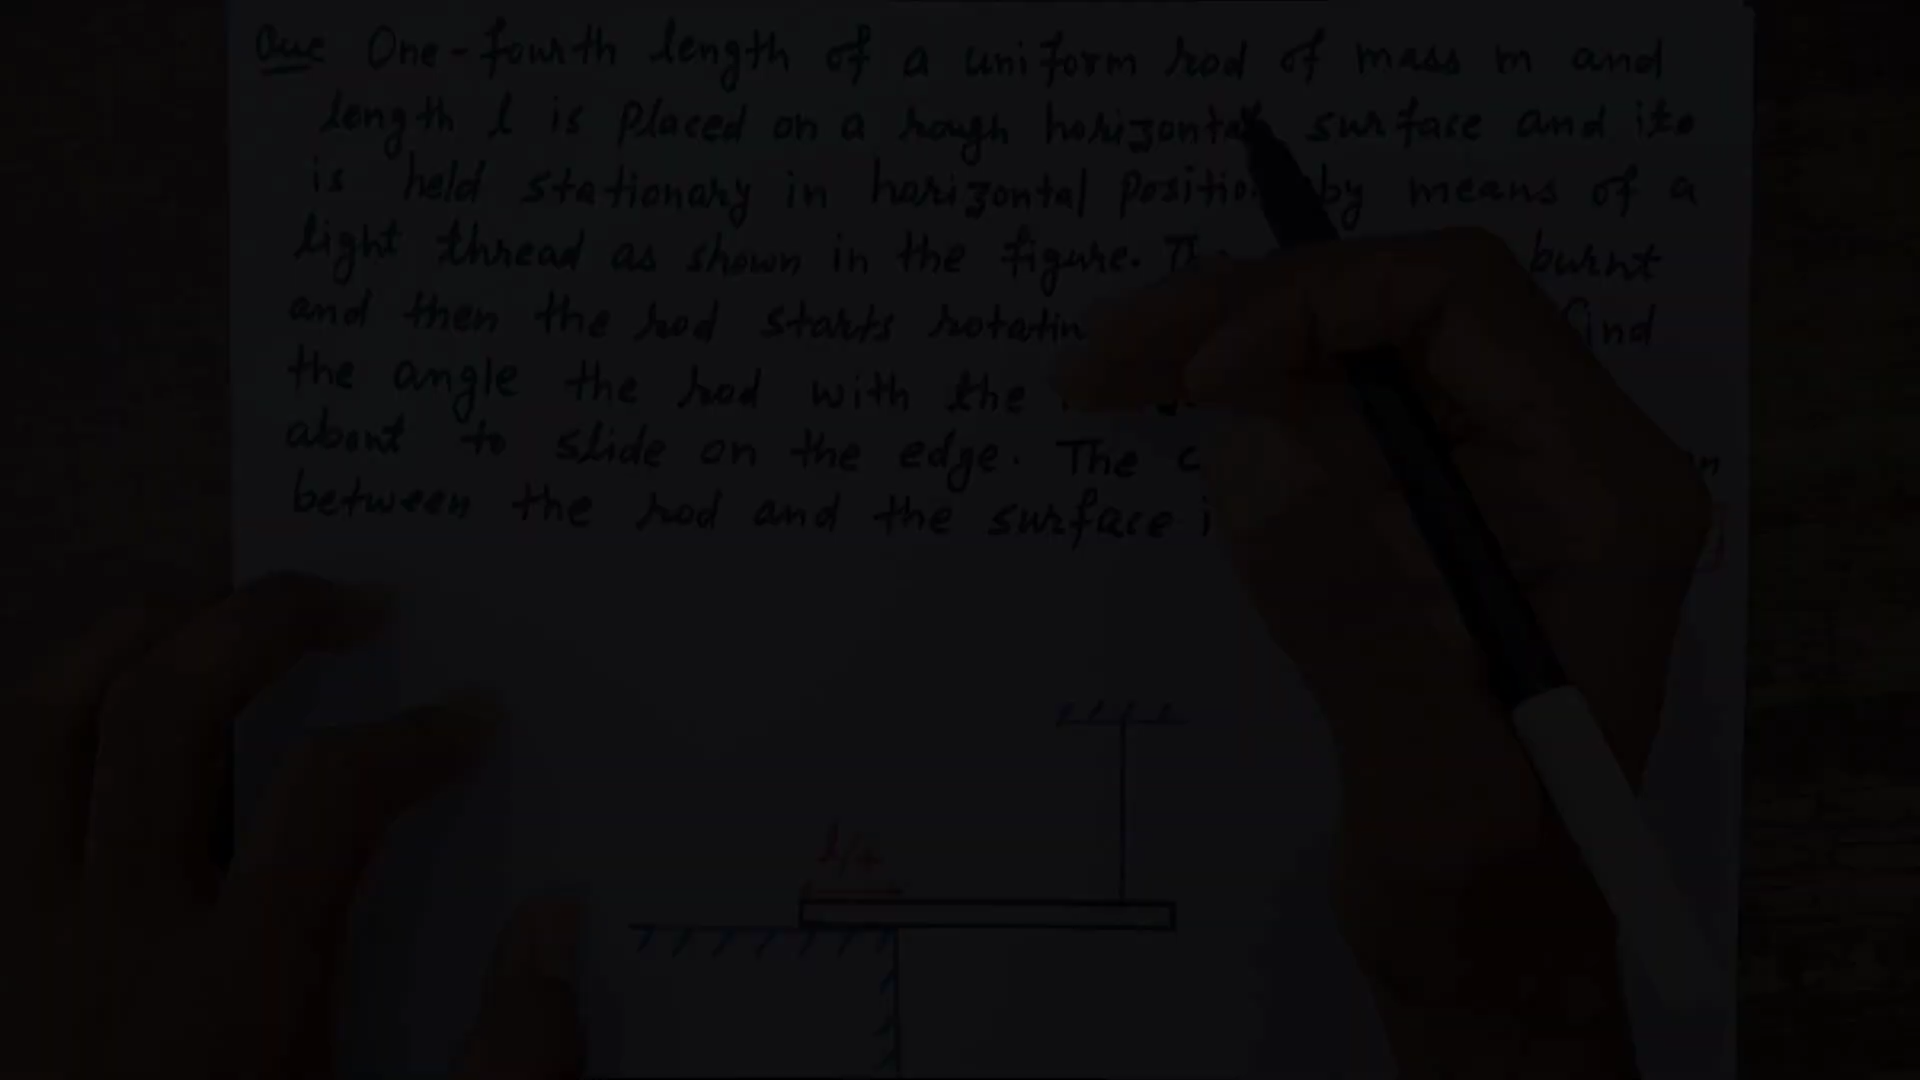 Que One-fourth length of a uniform rod of mass m and
length l is placed on a rough horizontal surface and it
is held stationary in horizontal position by means of a
light thread as shown in the figure. burnt
and then the rod starts
the angle the rod with the
about to slide on the edge. The
between the rod and the surface
l/4